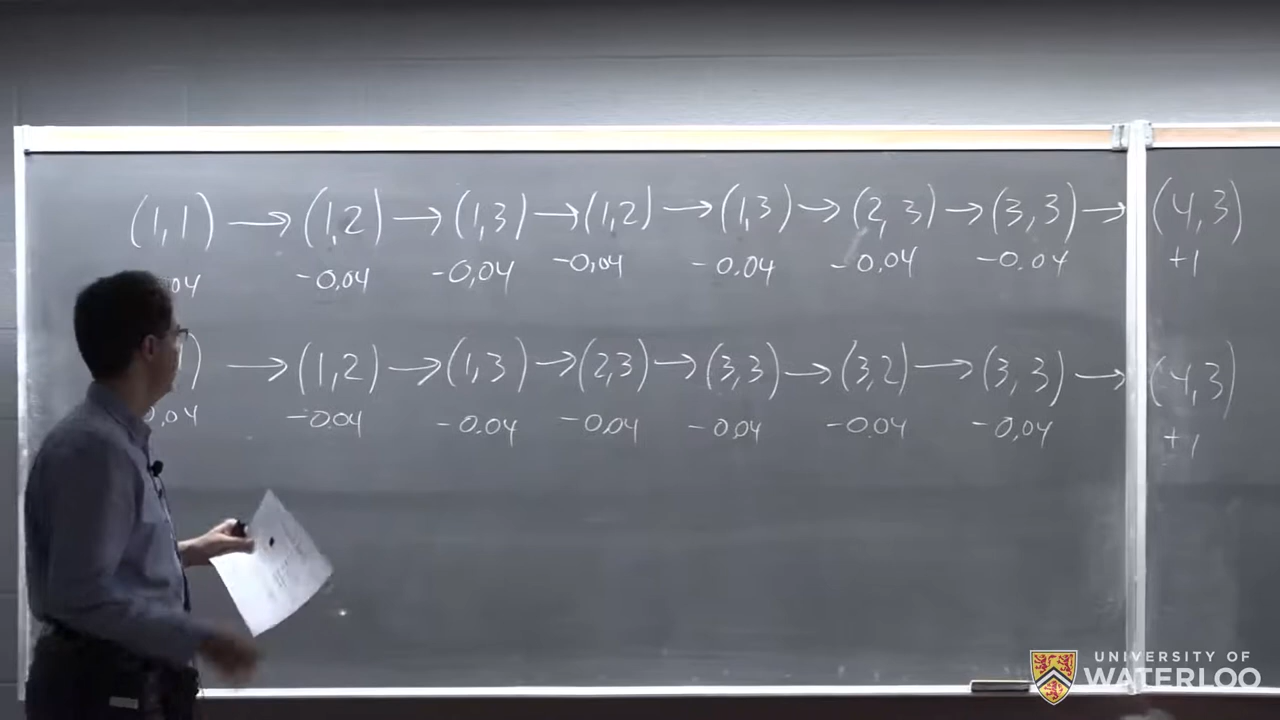 (1,1) → (1,2) → (1,3) → (1,2) → (1,3) → (2,3) → (3,3) → (4,3)
04 -0,04 -0,04 -0,04 -0.04 -0,04 -0.04 +1
) → (1,2) → (1,3) → (2,3) → (3,3) → (3,2) → (3,3) → (4,3)
0,04 -0.04 -0.04 -0.04 -0.04 -0.04 -0,04 +1
UNIVERSITY OF
WATERLOO